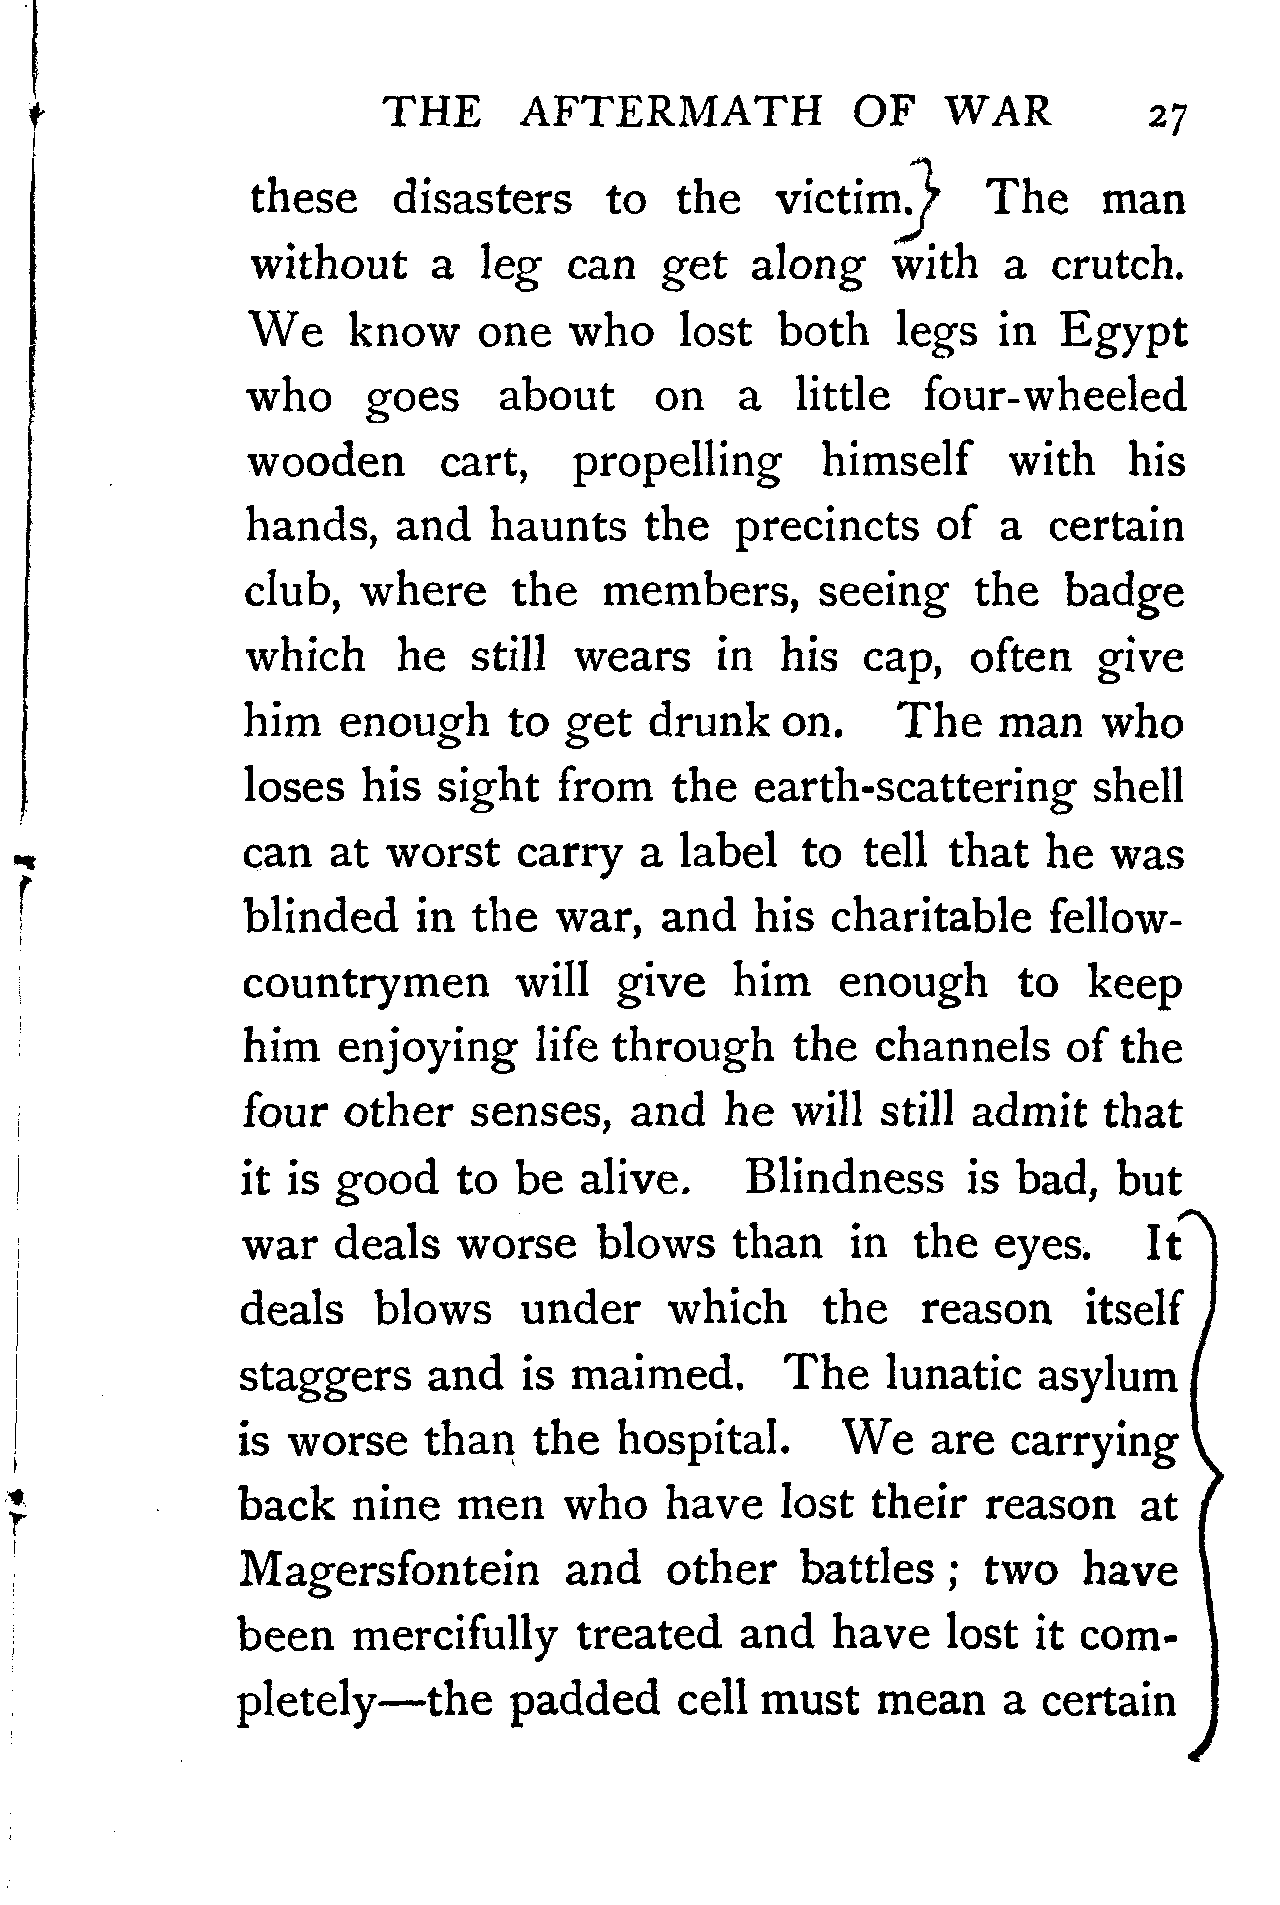 THE AFTERMATH OF WAR 27
these disasters to the victim.} The man
without a leg can get along with a crutch.
We know one who lost both legs in Egypt
who goes about on a little four-wheeled
wooden cart, propelling himself with his
hands, and haunts the precincts of a certain
club, where the members, seeing the badge
which he still wears in his cap, often give
him enough to get drunk on. The man who
loses his sight from the earth-scattering shell
can at worst carry a label to tell that he was
blinded in the war, and his charitable fellow-
countrymen will give him enough to keep
him enjoying life through the channels of the
four other senses, and he will still admit that
it is good to be alive. Blindness is bad, but
war deals worse blows than in the eyes. It
deals blows under which the reason itself
staggers and is maimed. The lunatic asylum
is worse than the hospital. We are carrying
back nine men who have lost their reason at
Magersfontein and other battles ; two have
been mercifully treated and have lost it com-
pletely—the padded cell must mean a certain